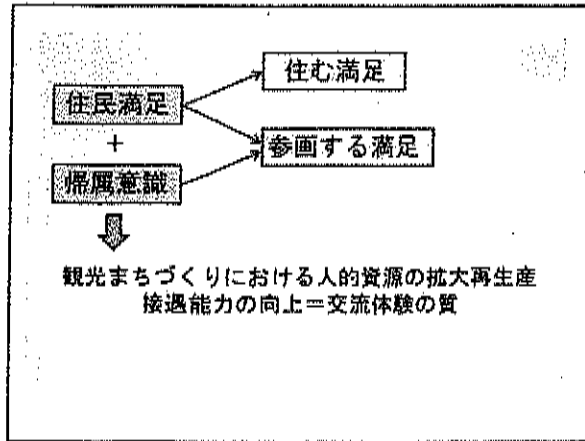 住む満足
住民満足
+
参画する満足
帰属意識
観光まちづくりにおける人的資源の拡大再生産
接遇能力の向上=交流体験の質